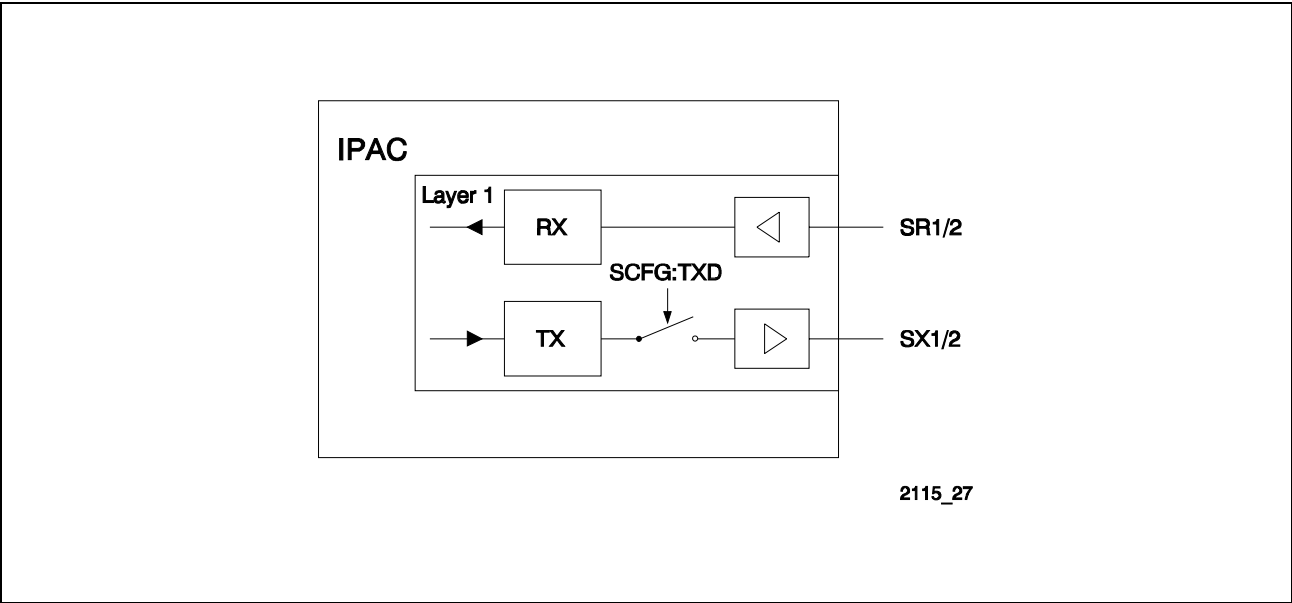 IPAC
Layer 1
RX
SR1/2
SCFG:TXD
TX
SX1/2
2115_27